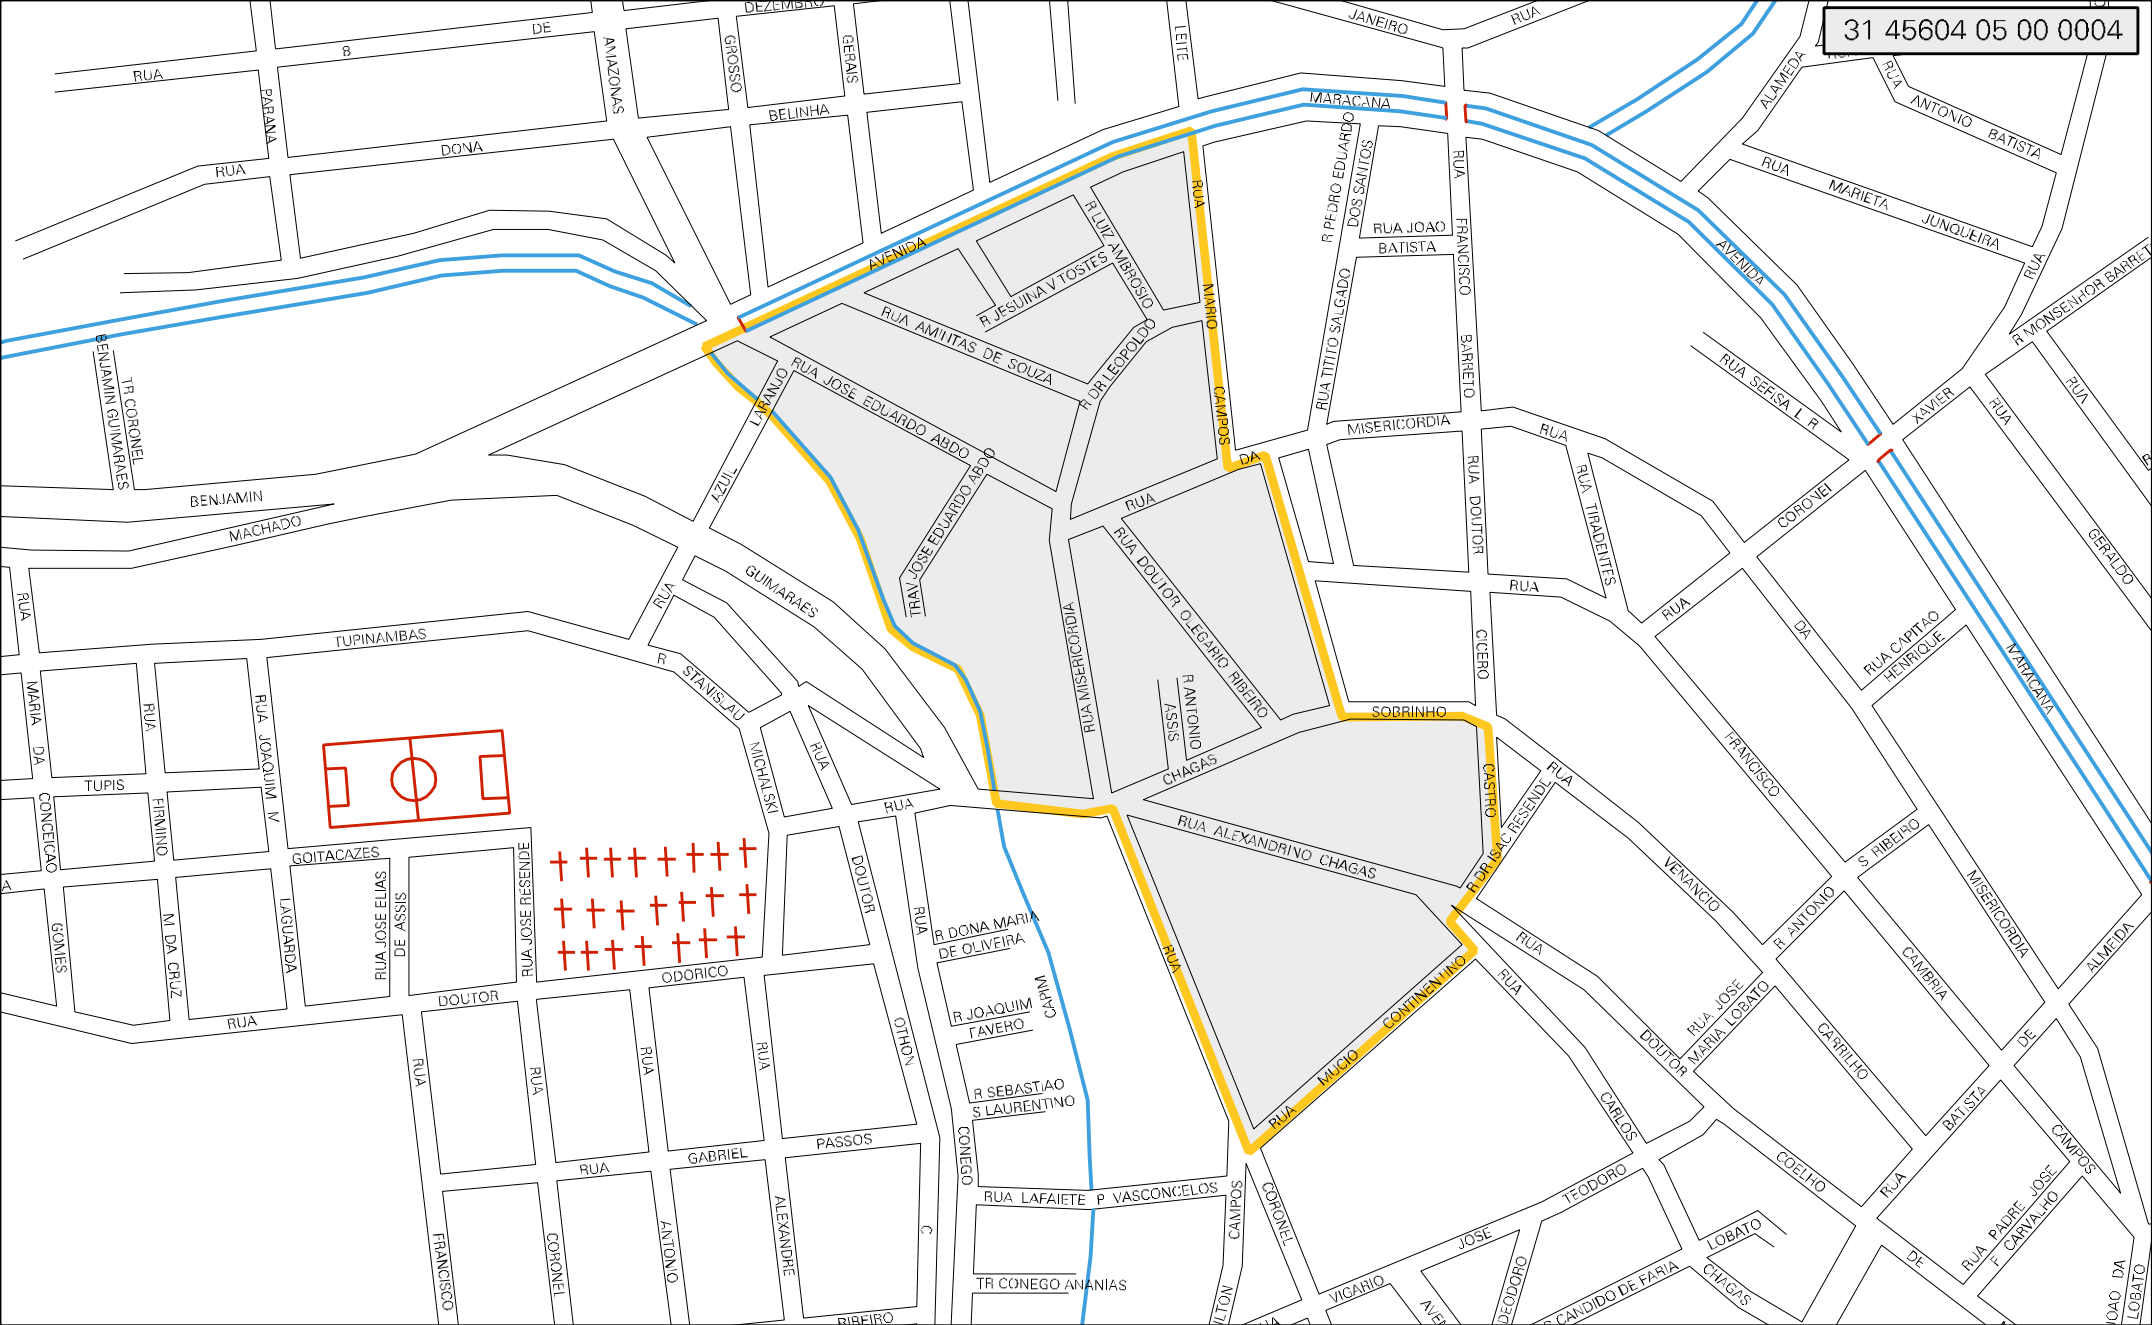 31 45604 05 00 0004
DEZEMBRO
RUA 8 DE
AMAZONAS
GROSSO
GERAIS
LEITE
JANEIRO
RUA
PARANA
RUA DONA BELINHA
MARACANA
ALAMEDA
RUA ANTONIO BATISTA
RUA MARIETA JUNQUEIRA
AVENIDA
RUA MARIO CAMPOS
R PEDRO EDUARDO
DOS SANTOS
RUA JOAO
BATISTA
RUA FRANCISCO BARRETO
AVENIDA
RUA
R MONSENHOR BARRET
R LUIZ AMBROSIO
R JESUINA V TOSTES
RUA AMINTAS DE SOUZA
R DR LEOPOLDO
RUA TITITO SALGADO
RUA JOSE EDUARDO ABDO
TRAV JOSE EDUARDO ABDO
BENJAMIN GUIMARAES
TR CORONEL
RUA AZUL LARANJO
BENJAMIN
MACHADO
GUIMARAES
RUA DA MISERICORDIA
RUA
RUA SEFISA L R
RUA CORONEL XAVIER
RUA
RUA
GERALDO
RUA DOUTOR CICERO CASTRO
RUA TIRADENTES
RUA DOUTOR OLEGARIO RIBEIRO
RUA MISERICORDIA
R ANTONIO
ASSIS
CHAGAS SOBRINHO
RUA
DA MISERICORDIA
RUA CAPITAO
HENRIQUE
MARACANA
RUA
TUPINAMBAS
R STANISLAU
MICHALSKI
RUA
MARIA DA CONCEICAO GOMES
RUA FIRMINO M DA CRUZ
RUA JOAQUIM IV LAGUARDA
TUPIS
GOITACAZES
RUA JOSE ELIAS
DE ASSIS
RUA JOSE RESENDE
RUA DOUTOR ODORICO
RUA
DOUTOR OTHON
RUA
CONEGO
R DONA MARIA
DE OLIVEIRA
CAPIM
R JOAQUIM
TAVERO
R SEBASTIAO
S LAURENTINO
RUA ALEXANDRINO CHAGAS
R DR ISAC RESENDE
RUA
FRANCISCO CAMBRIA
VENANCIO CARRILHO
S RIBEIRO
R ANTONIO
RUA JOSE
MARIA LOBATO
RUA DOUTOR COELHO DE
RUA CARLOS CHAGAS
RUA MUCIO CONTINENTINO
RUA
CORONEL
RUA BATISTA DE ALMEIDA
CAMPOS
RUA PADRE JOSE
F CARVALHO
RUA FRANCISCO
RUA CORONEL
RUA ANTONIO
RUA ALEXANDRE
RUA GABRIEL PASSOS
C
RIBEIRO
RUA LAFAIETE P VASCONCELOS
CAMPOS
TR CONEGO ANANIAS
VIGARIO JOSE TEODORO
LOBATO
S CANDIDO DE FARIA
JOAO DA
LOBATO